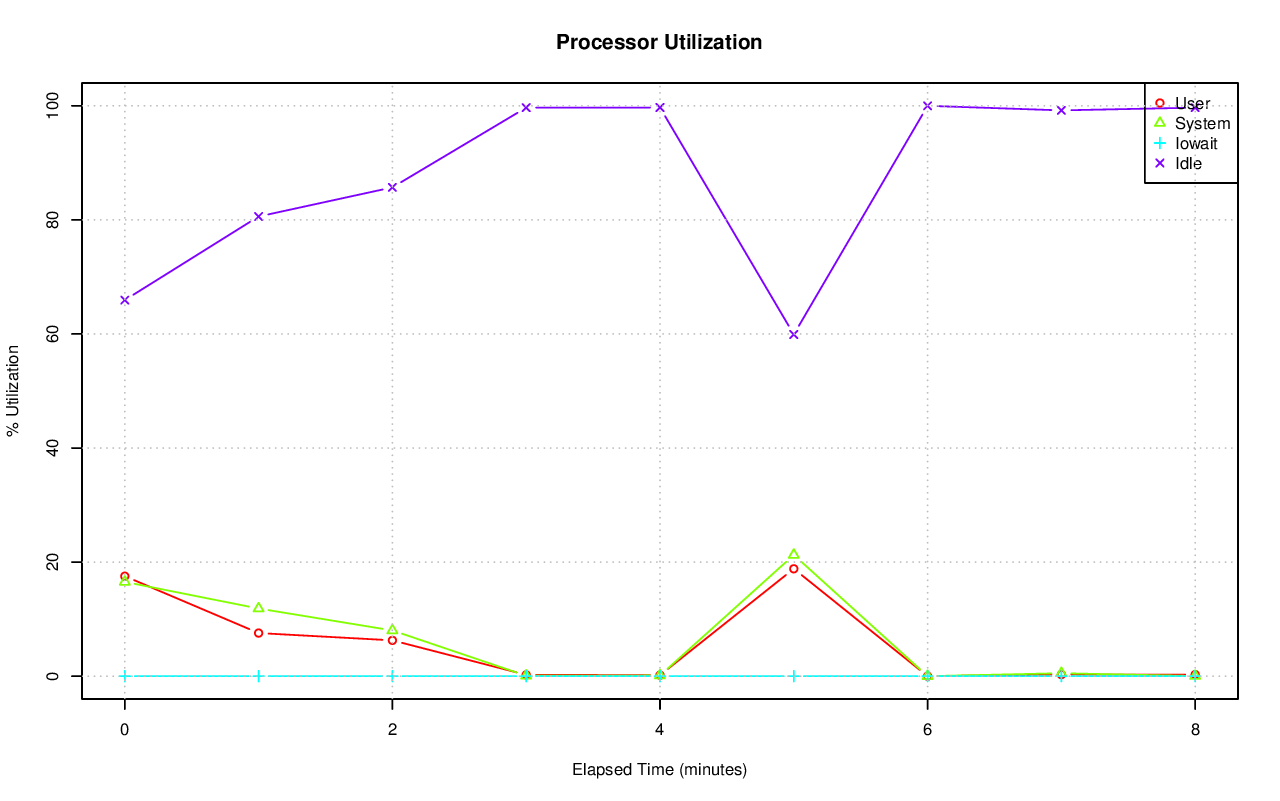 Processor Utilization
% Utilization
100
80
60
40
20
0
User
System
Iowait
Idle
0 2 4 6 8
Elapsed Time (minutes)